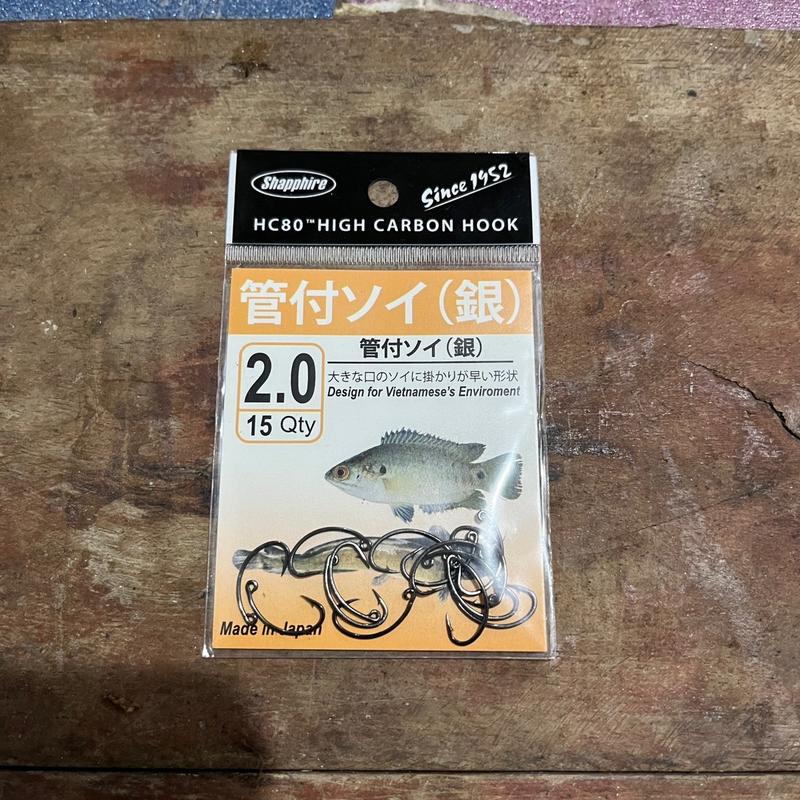 Shapphire
Since 1952
HC80™HIGH CARBON HOOK
管付ソイ(銀)
2.0
15 Qty
管付ソイ(銀)
大きな口のソイに掛かりが早い形状
Design for Vietnamese's Enviroment
Made in Japan